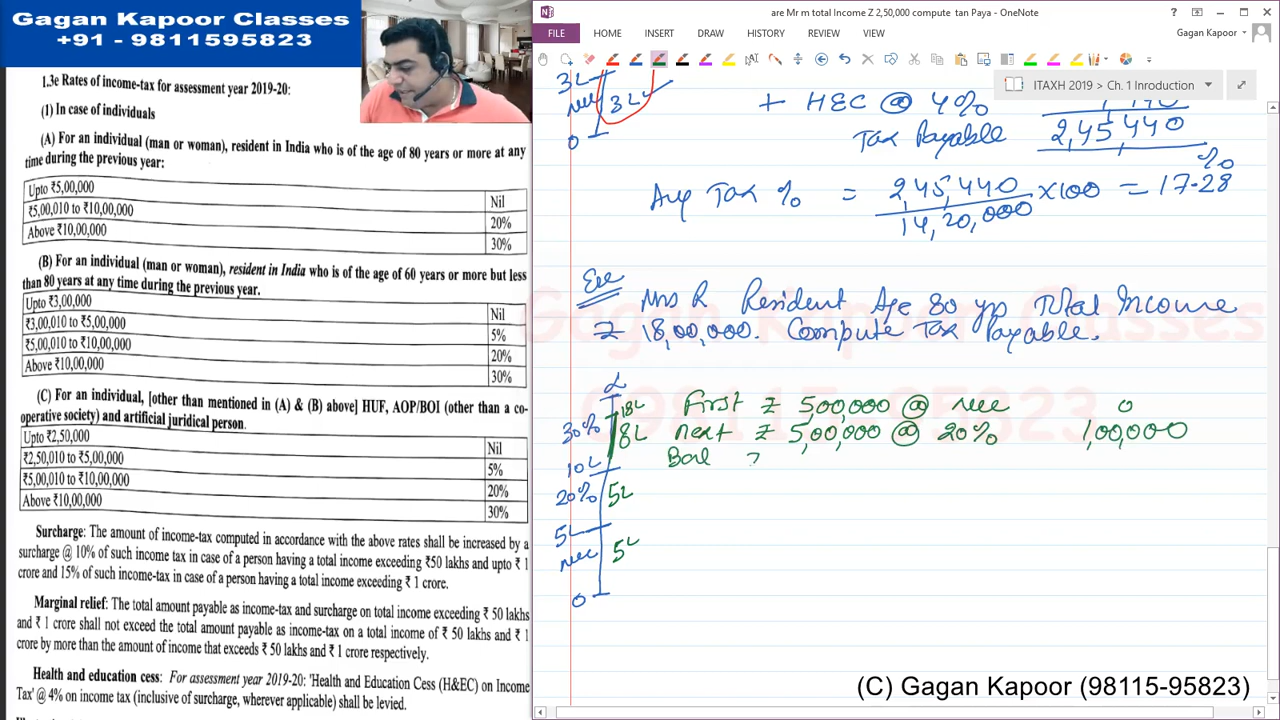 Gagan Kapoor Classes
+91 - 9811595823
1.3e Rates of income-tax for assessment year 2019-20:
(1) In case of individuals
(A) For an individual (man or woman), resident in India who is of the age of 80 years or more at any
time during the previous year:
Upto ₹5,00,000 Nil
₹5,00,010 to ₹10,00,000 20%
Above ₹10,00,000 30%
(B) For an individual (man or woman), resident in India who is of the age of 60 years or more but less
than 80 years at any time during the previous year.
Upto ₹3,00,000 Nil
₹3,00,010 to ₹5,00,000 5%
₹5,00,010 to ₹10,00,000 20%
Above ₹10,00,000 30%
(C) For an individual, [other than mentioned in (A) & (B) above] HUF, AOP/BOI (other than a co-
operative society) and artificial juridical person.
Upto ₹2,50,000 Nil
₹2,50,010 to ₹5,00,000 5%
₹5,00,010 to ₹10,00,000 20%
Above ₹10,00,000 30%
Surcharge: The amount of income-tax computed in accordance with the above rates shall be increased by a
surcharge @ 10% of such income tax in case of a person having a total income exceeding ₹50 lakhs and upto ₹ 1
crore and 15% of such income-tax in case of a person having a total income exceeding ₹ 1 crore.
Marginal relief: The total amount payable as income-tax and surcharge on total income exceeding ₹ 50 lakhs
and ₹ 1 crore shall not exceed the total amount payable as income-tax on a total income of ₹ 50 lakhs and ₹ 1
crore by more than the amount of income that exceeds ₹ 50 lakhs and ₹ 1 crore respectively.
Health and education cess: For assessment year 2019-20: 'Health and Education Cess (H&EC) on Income
Tax' @ 4% on income tax (inclusive of surcharge, wherever applicable) shall be levied.
are Mr m total Income Z 2,50,000 compute tan Paya - OneNote
FILE HOME INSERT DRAW HISTORY REVIEW VIEW
Gagan Kapoor
ITAXH 2019 > Ch. 1 Inroduction
3L
Nil 3L
0
+ HEC @ 4%
Tax Payable 2,45,440
Avg Tax % = 2,45,440 / 14,20,000 x100 = 17.28 %
Mrs R Resident Age 80 yrs Total Income
₹ 18,00,000. Compute Tax Payable.
18L First ₹ 5,00,000 @ Nil 0
30% 8L Next ₹ 5,00,000 @ 20% 1,00,000
10L Bal
20% 5L
5L
Nil 5L
0
(C) Gagan Kapoor (98115-95823)